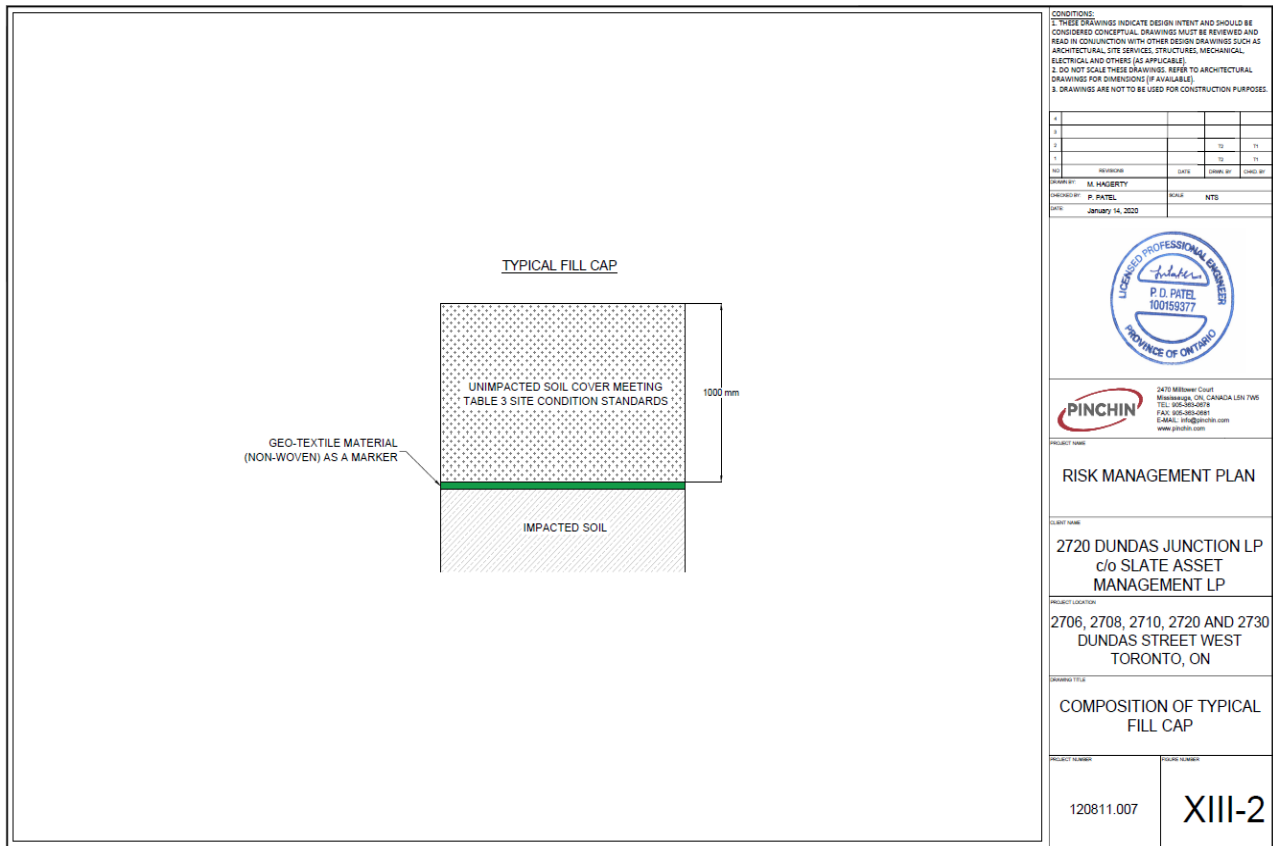 TYPICAL FILL CAP
UNIMPACTED SOIL COVER MEETING
TABLE 3 SITE CONDITION STANDARDS
1000 mm
GEO-TEXTILE MATERIAL
(NON-WOVEN) AS A MARKER
IMPACTED SOIL
CONDITIONS:
1. THESE DRAWINGS INDICATE DESIGN INTENT AND SHOULD BE
CONSIDERED CONCEPTUAL. DRAWINGS MUST BE REVIEWED AND
READ IN CONJUNCTION WITH OTHER DESIGN DRAWINGS SUCH AS
ARCHITECTURAL, SITE SERVICES, STRUCTURES, MECHANICAL,
ELECTRICAL AND OTHERS (AS APPLICABLE).
2. DO NOT SCALE THESE DRAWINGS. REFER TO ARCHITECTURAL
DRAWINGS FOR DIMENSIONS (IF AVAILABLE).
3. DRAWINGS ARE NOT TO BE USED FOR CONSTRUCTION PURPOSES.
4
3
2 T2 T1
1 T2 T1
NO REVISIONS DATE DRWN. BY CHKD. BY
DRAWN BY: M. HAGERTY
CHECKED BY: P. PATEL SCALE NTS
DATE: January 14, 2020
LICENSED PROFESSIONAL ENGINEER
P. D. PATEL
100159377
PROVINCE OF ONTARIO
PINCHIN
2470 Milltower Court
Mississauga, ON, CANADA L5N 7W5
TEL: 905-363-0678
FAX: 905-363-0681
E-MAIL: info@pinchin.com
www.pinchin.com
PROJECT NAME
RISK MANAGEMENT PLAN
CLIENT NAME
2720 DUNDAS JUNCTION LP
c/o SLATE ASSET
MANAGEMENT LP
PROJECT LOCATION
2706, 2708, 2710, 2720 AND 2730
DUNDAS STREET WEST
TORONTO, ON
DRAWING TITLE
COMPOSITION OF TYPICAL
FILL CAP
PROJECT NUMBER
120811.007
FIGURE NUMBER
XIII-2